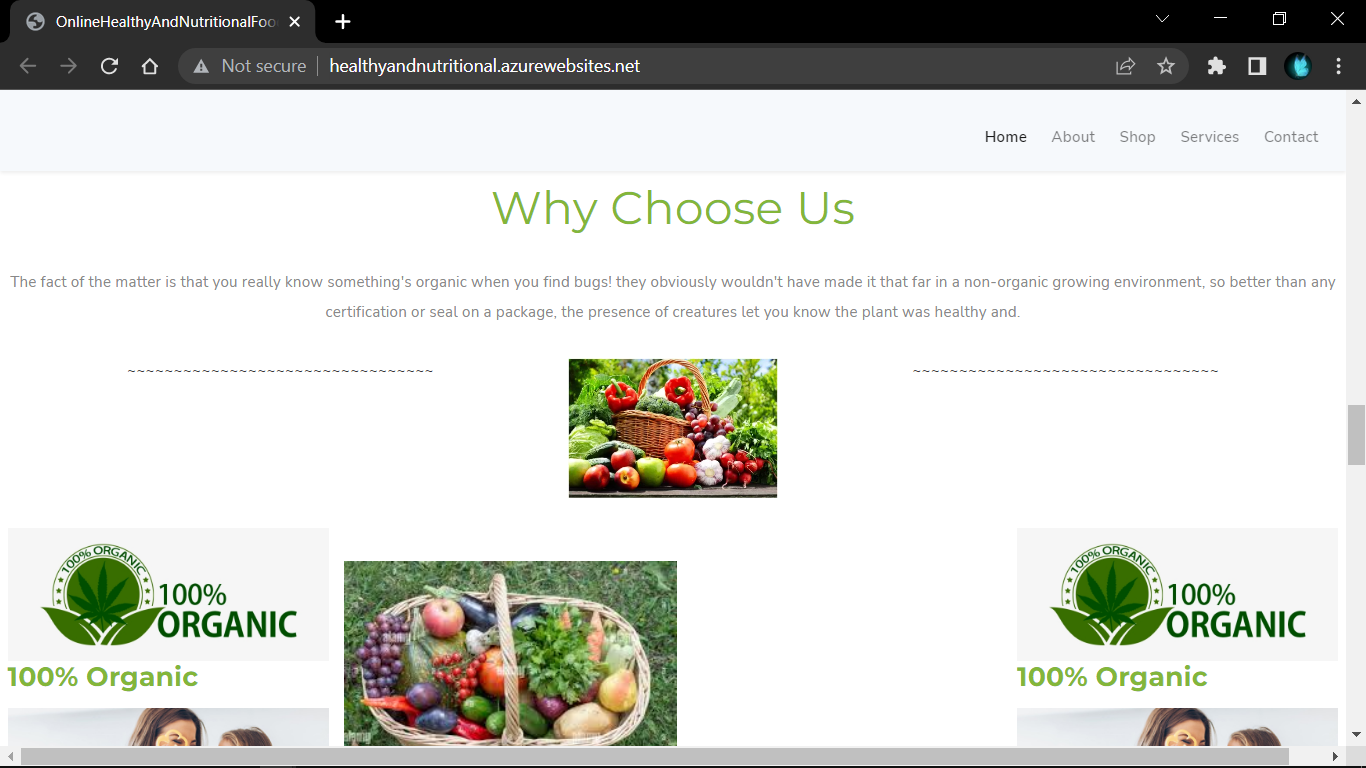 OnlineHealthyAndNutritionalFoo
Not secure
healthyandnutritional.azurewebsites.net
Home About Shop Services Contact
Why Choose Us
The fact of the matter is that you really know something's organic when you find bugs! they obviously wouldn't have made it that far in a non-organic growing environment, so better than any
certification or seal on a package, the presence of creatures let you know the plant was healthy and.
~~~~~~~~~~~~~~~~~~~~~~~~~~~~~~~~~ ~~~~~~~~~~~~~~~~~~~~~~~~~~~~~~~~~
100% ORGANIC
100%
ORGANIC
100% Organic
alamy
100% ORGANIC
100%
ORGANIC
100% Organic